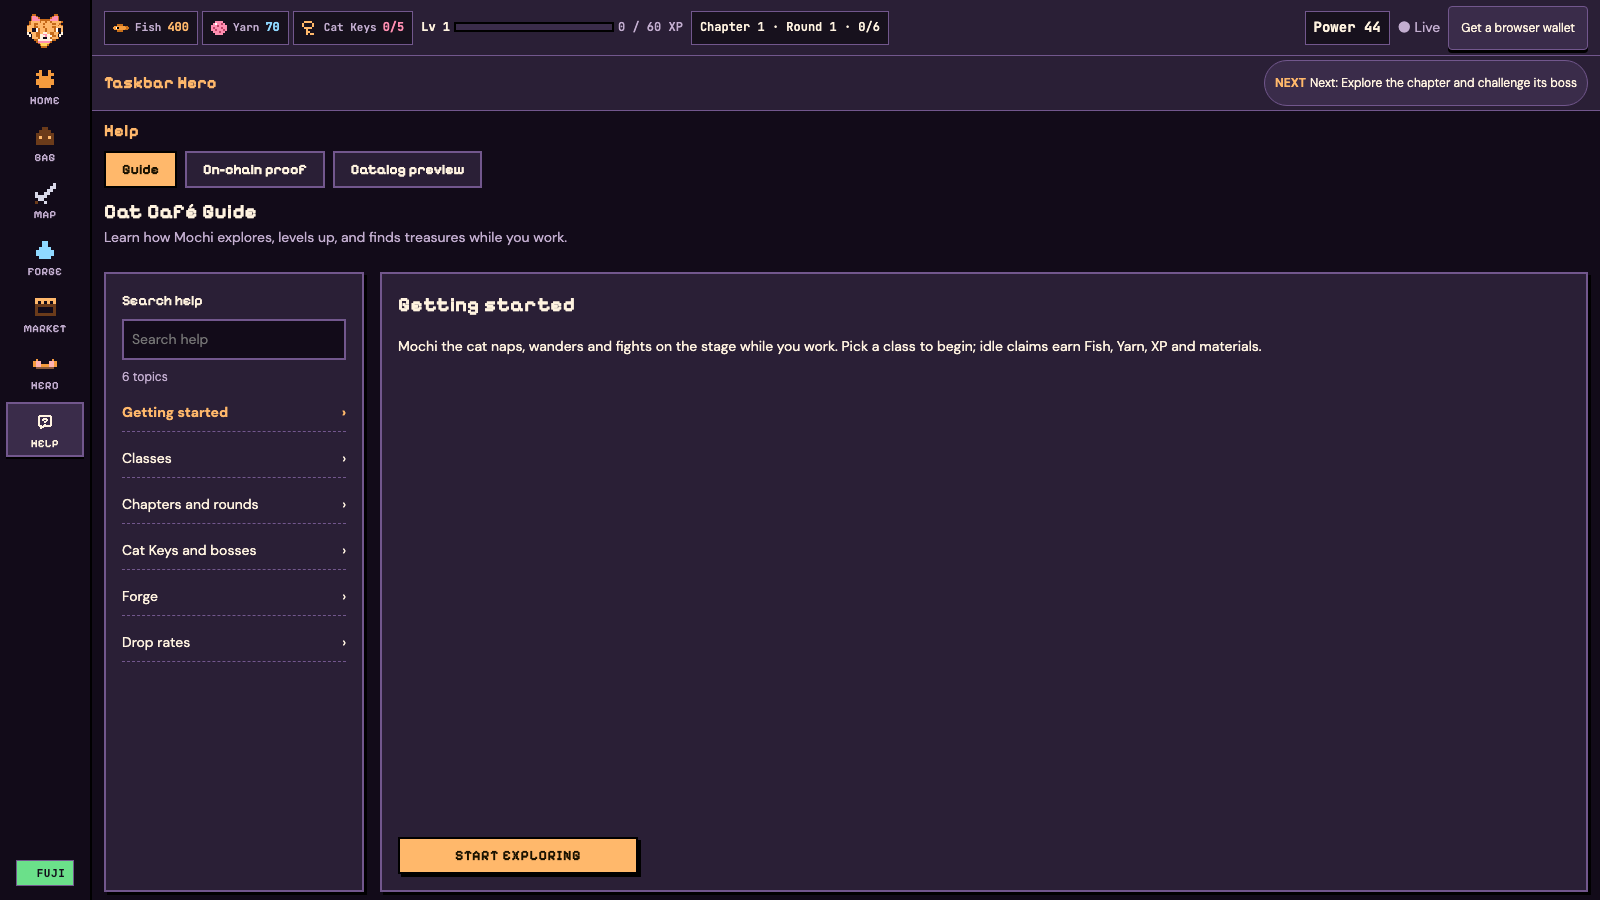 Fish 400
Yarn 70
Cat Keys 0/5
Lv 1
0 / 60 XP
Chapter 1 · Round 1 · 0/6
Power 44
Live
Get a browser wallet
HOME
BAG
MAP
FORGE
MARKET
HERO
HELP
FUJI
Taskbar Hero
NEXT Next: Explore the chapter and challenge its boss
Help
Guide
On-chain proof
Catalog preview
Cat Café Guide
Learn how Mochi explores, levels up, and finds treasures while you work.
Search help
Search help
6 topics
Getting started ›
Classes ›
Chapters and rounds ›
Cat Keys and bosses ›
Forge ›
Drop rates ›
Getting started
Mochi the cat naps, wanders and fights on the stage while you work. Pick a class to begin; idle claims earn Fish, Yarn, XP and materials.
START EXPLORING